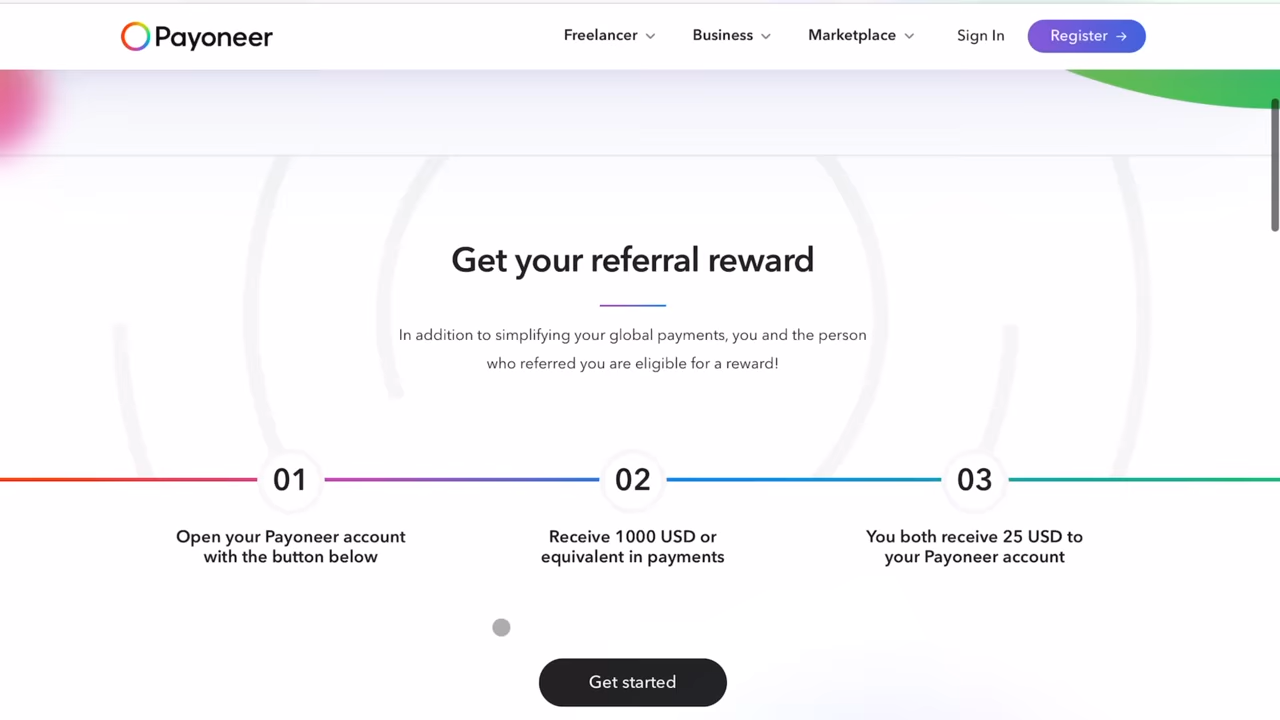 Payoneer
Freelancer
Business
Marketplace
Sign In
Register
Get your referral reward
In addition to simplifying your global payments, you and the person
who referred you are eligible for a reward!
01
02
03
Open your Payoneer account
with the button below
Receive 1000 USD or
equivalent in payments
You both receive 25 USD to
your Payoneer account
Get started